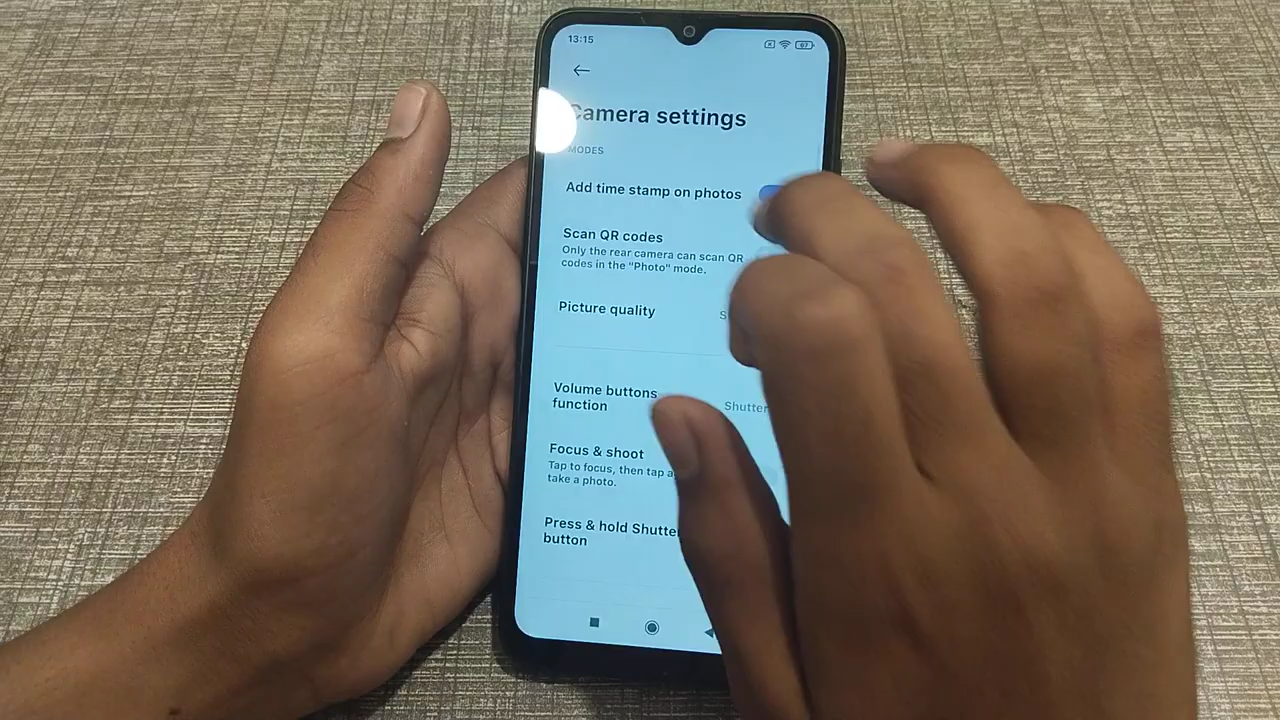 13:15
67
Camera settings
MODES
Add time stamp on photos
Scan QR codes
Only the rear camera can scan QR
codes in the "Photo" mode.
Picture quality
Volume buttons
function
Shutter
Focus & shoot
Tap to focus, then tap
take a photo.
Press & hold Shutter
button